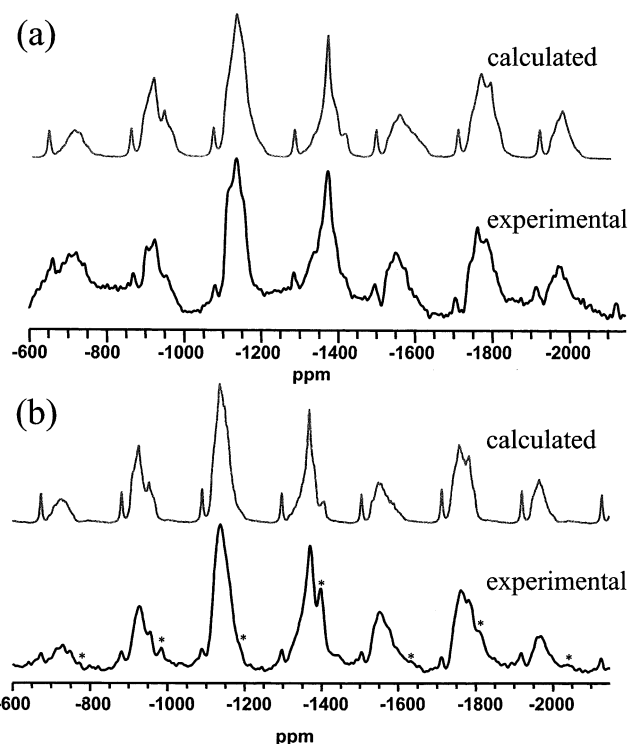 (a)
calculated
experimental
-600 -800 -1000 -1200 -1400 -1600 -1800 -2000
ppm
(b)
calculated
experimental
* * * * * * *
-600 -800 -1000 -1200 -1400 -1600 -1800 -2000
ppm